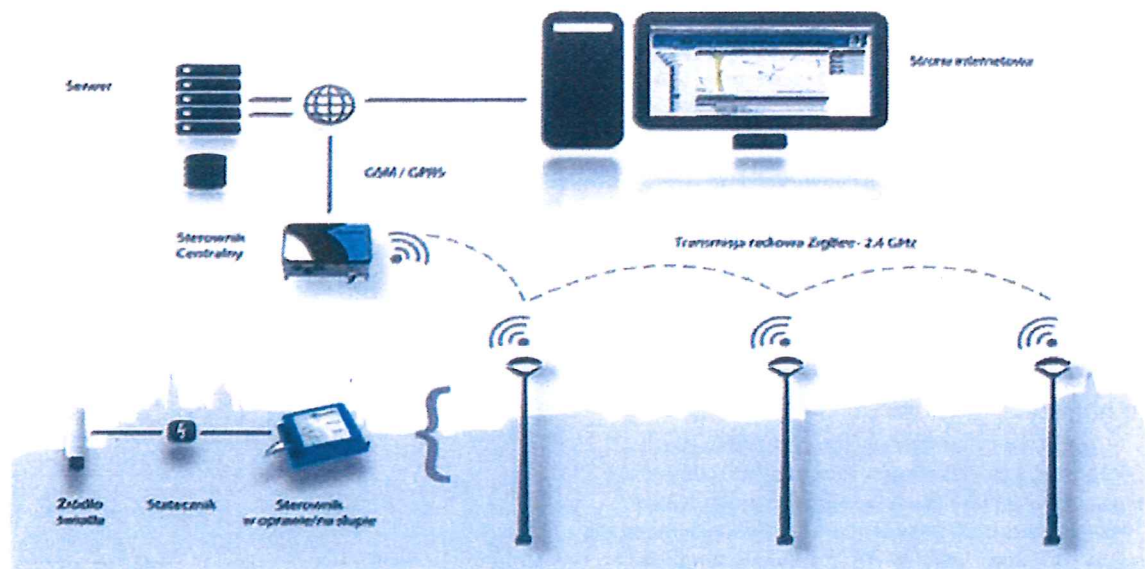 Serwer
Strona internetowa
GSM / GPRS
Sterownik
Centralny
Transmisja radiowa ZigBee - 2.4 GHz
Źródło
światła
Statecznik
Sterownik
w oprawie/na słupie